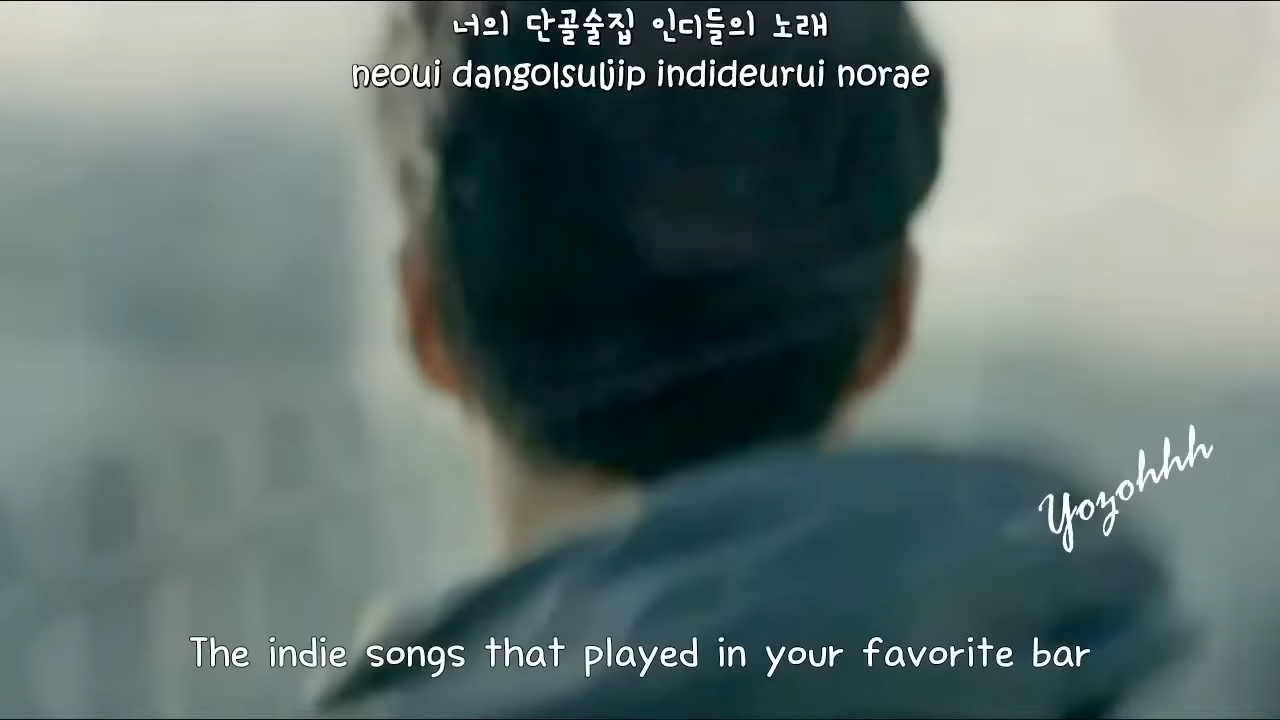 너의 단골술집 인디들의 노래
neoui dangolsuljip indideurui norae
Yozohhh
The indie songs that played in your favorite bar